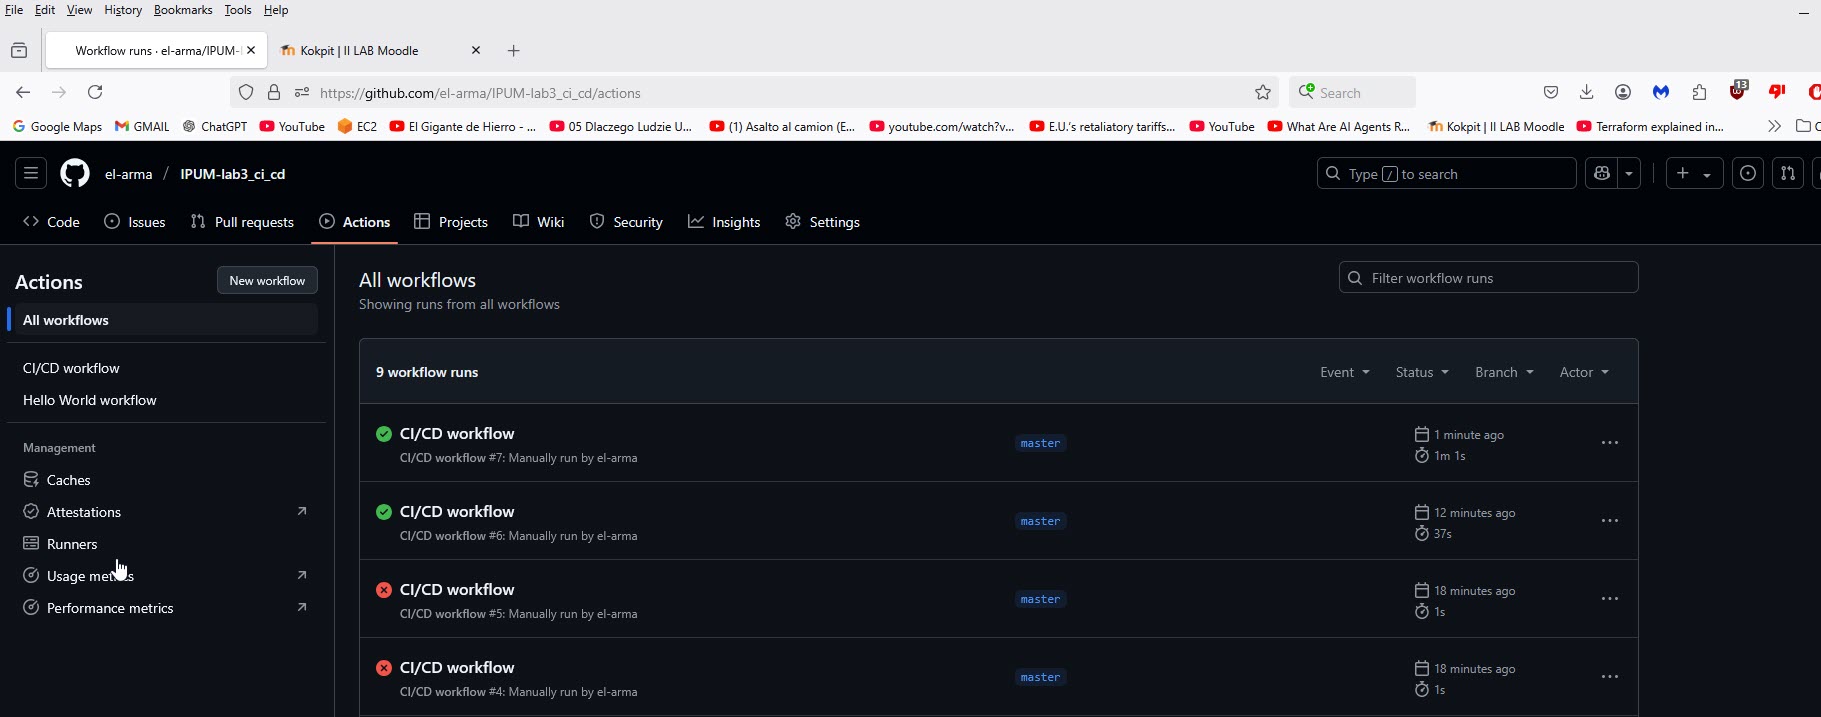 File Edit View History Bookmarks Tools Help
Workflow runs · el-arma/IPUM-
Kokpit | II LAB Moodle
https://github.com/el-arma/IPUM-lab3_ci_cd/actions
Search
13
Google Maps GMAIL ChatGPT YouTube EC2 El Gigante de Hierro - ... 05 Dlaczego Ludzie U... (1) Asalto al camion (E... youtube.com/watch?v... E.U.'s retaliatory tariffs... YouTube What Are AI Agents R... Kokpit | II LAB Moodle Terraform explained in...
el-arma / IPUM-lab3_ci_cd
Type / to search
Code Issues Pull requests Actions Projects Wiki Security Insights Settings
Actions
New workflow
All workflows
CI/CD workflow
Hello World workflow
Management
Caches
Attestations
Runners
Usage metrics
Performance metrics
All workflows
Showing runs from all workflows
Filter workflow runs
9 workflow runs
Event Status Branch Actor
CI/CD workflow
CI/CD workflow #7: Manually run by el-arma
master
1 minute ago
1m 1s
CI/CD workflow
CI/CD workflow #6: Manually run by el-arma
master
12 minutes ago
37s
CI/CD workflow
CI/CD workflow #5: Manually run by el-arma
master
18 minutes ago
1s
CI/CD workflow
CI/CD workflow #4: Manually run by el-arma
master
18 minutes ago
1s